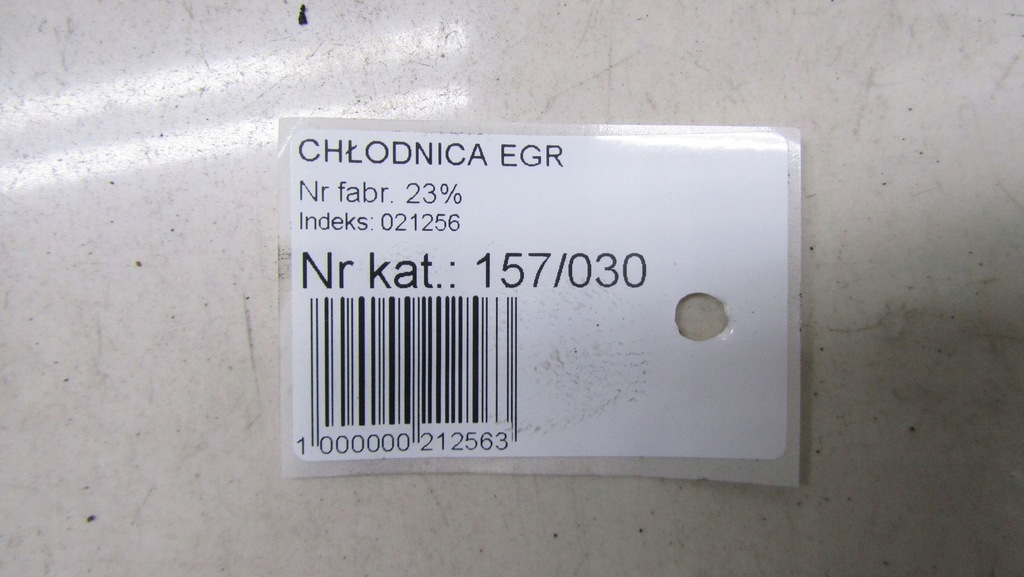 CHŁODNICA EGR
Nr fabr. 23%
Indeks: 021256
Nr kat.: 157/030
1 000000 212563